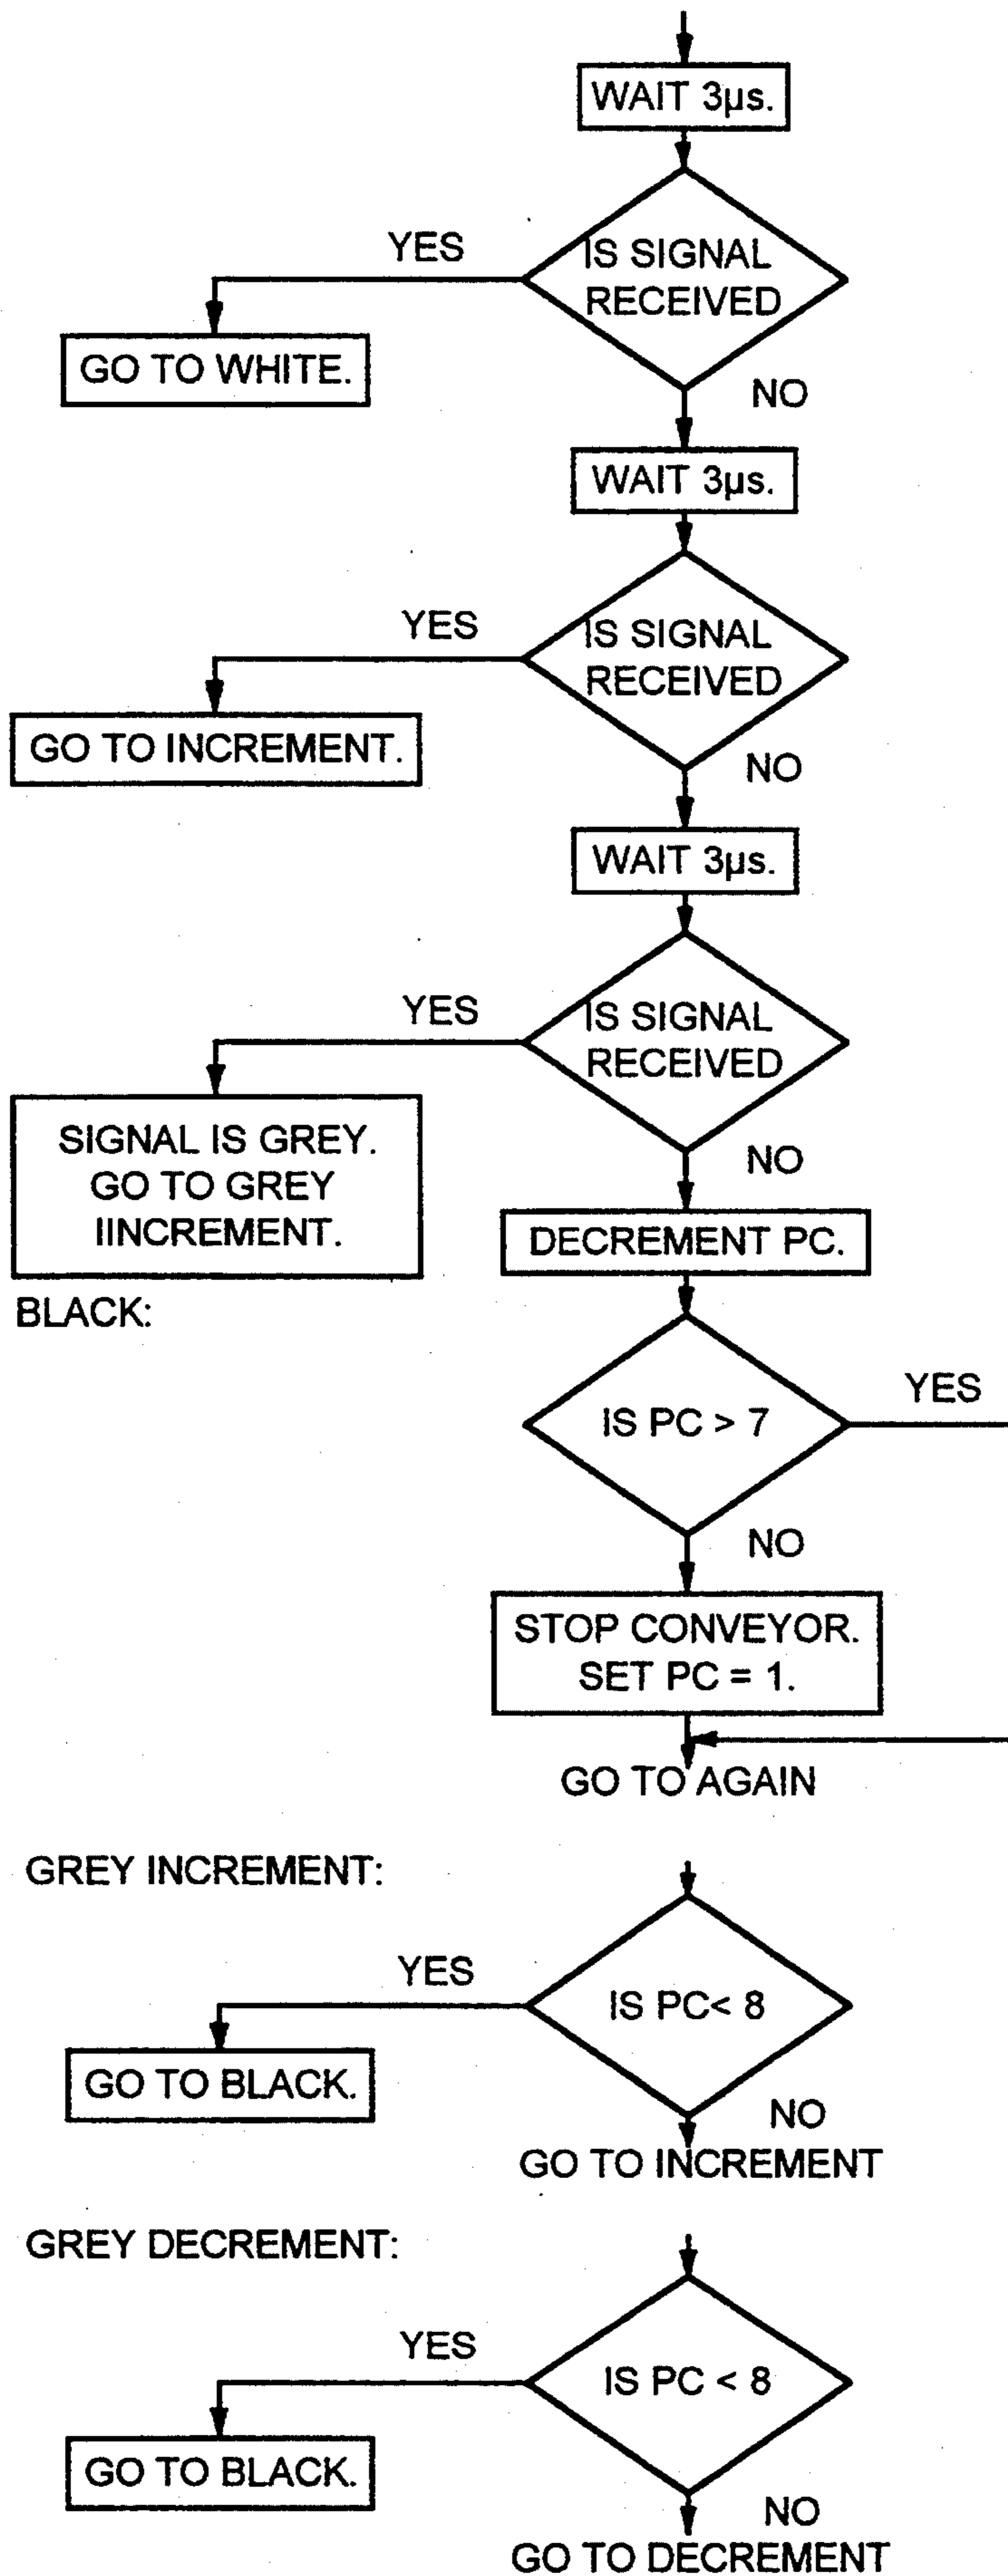 WAIT 3µs.
YES
IS SIGNAL
RECEIVED
GO TO WHITE.
NO
WAIT 3µs.
YES
IS SIGNAL
RECEIVED
GO TO INCREMENT.
NO
WAIT 3µs.
YES
IS SIGNAL
RECEIVED
SIGNAL IS GREY.
GO TO GREY
IINCREMENT.
NO
DECREMENT PC.
BLACK:
YES
IS PC > 7
NO
STOP CONVEYOR.
SET PC = 1.
GO TO AGAIN
GREY INCREMENT:
YES
IS PC< 8
GO TO BLACK.
NO
GO TO INCREMENT
GREY DECREMENT:
YES
IS PC < 8
GO TO BLACK.
NO
GO TO DECREMENT